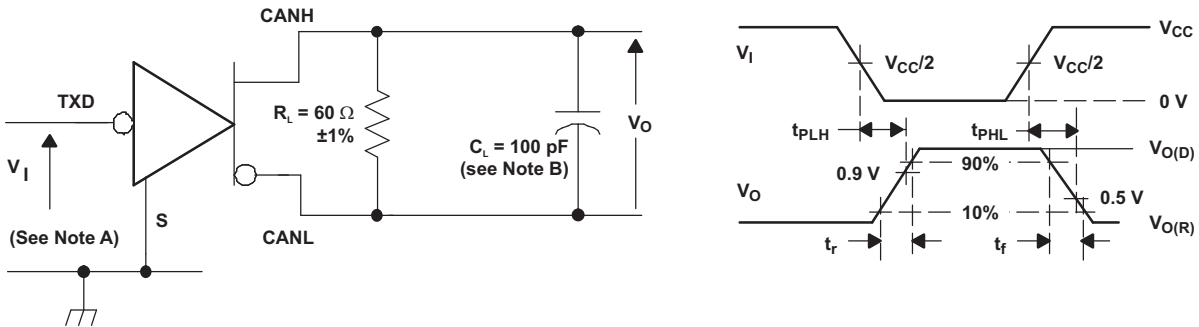 CANH
TXD
V_I
(See Note A)
S
R_L = 60 Ω
±1%
C_L = 100 pF
(see Note B)
V_O
CANL
V_I
V_CC
V_CC/2
V_CC/2
0 V
t_PLH
t_PHL
V_O(D)
90%
0.9 V
0.5 V
V_O
10%
V_O(R)
t_r
t_f